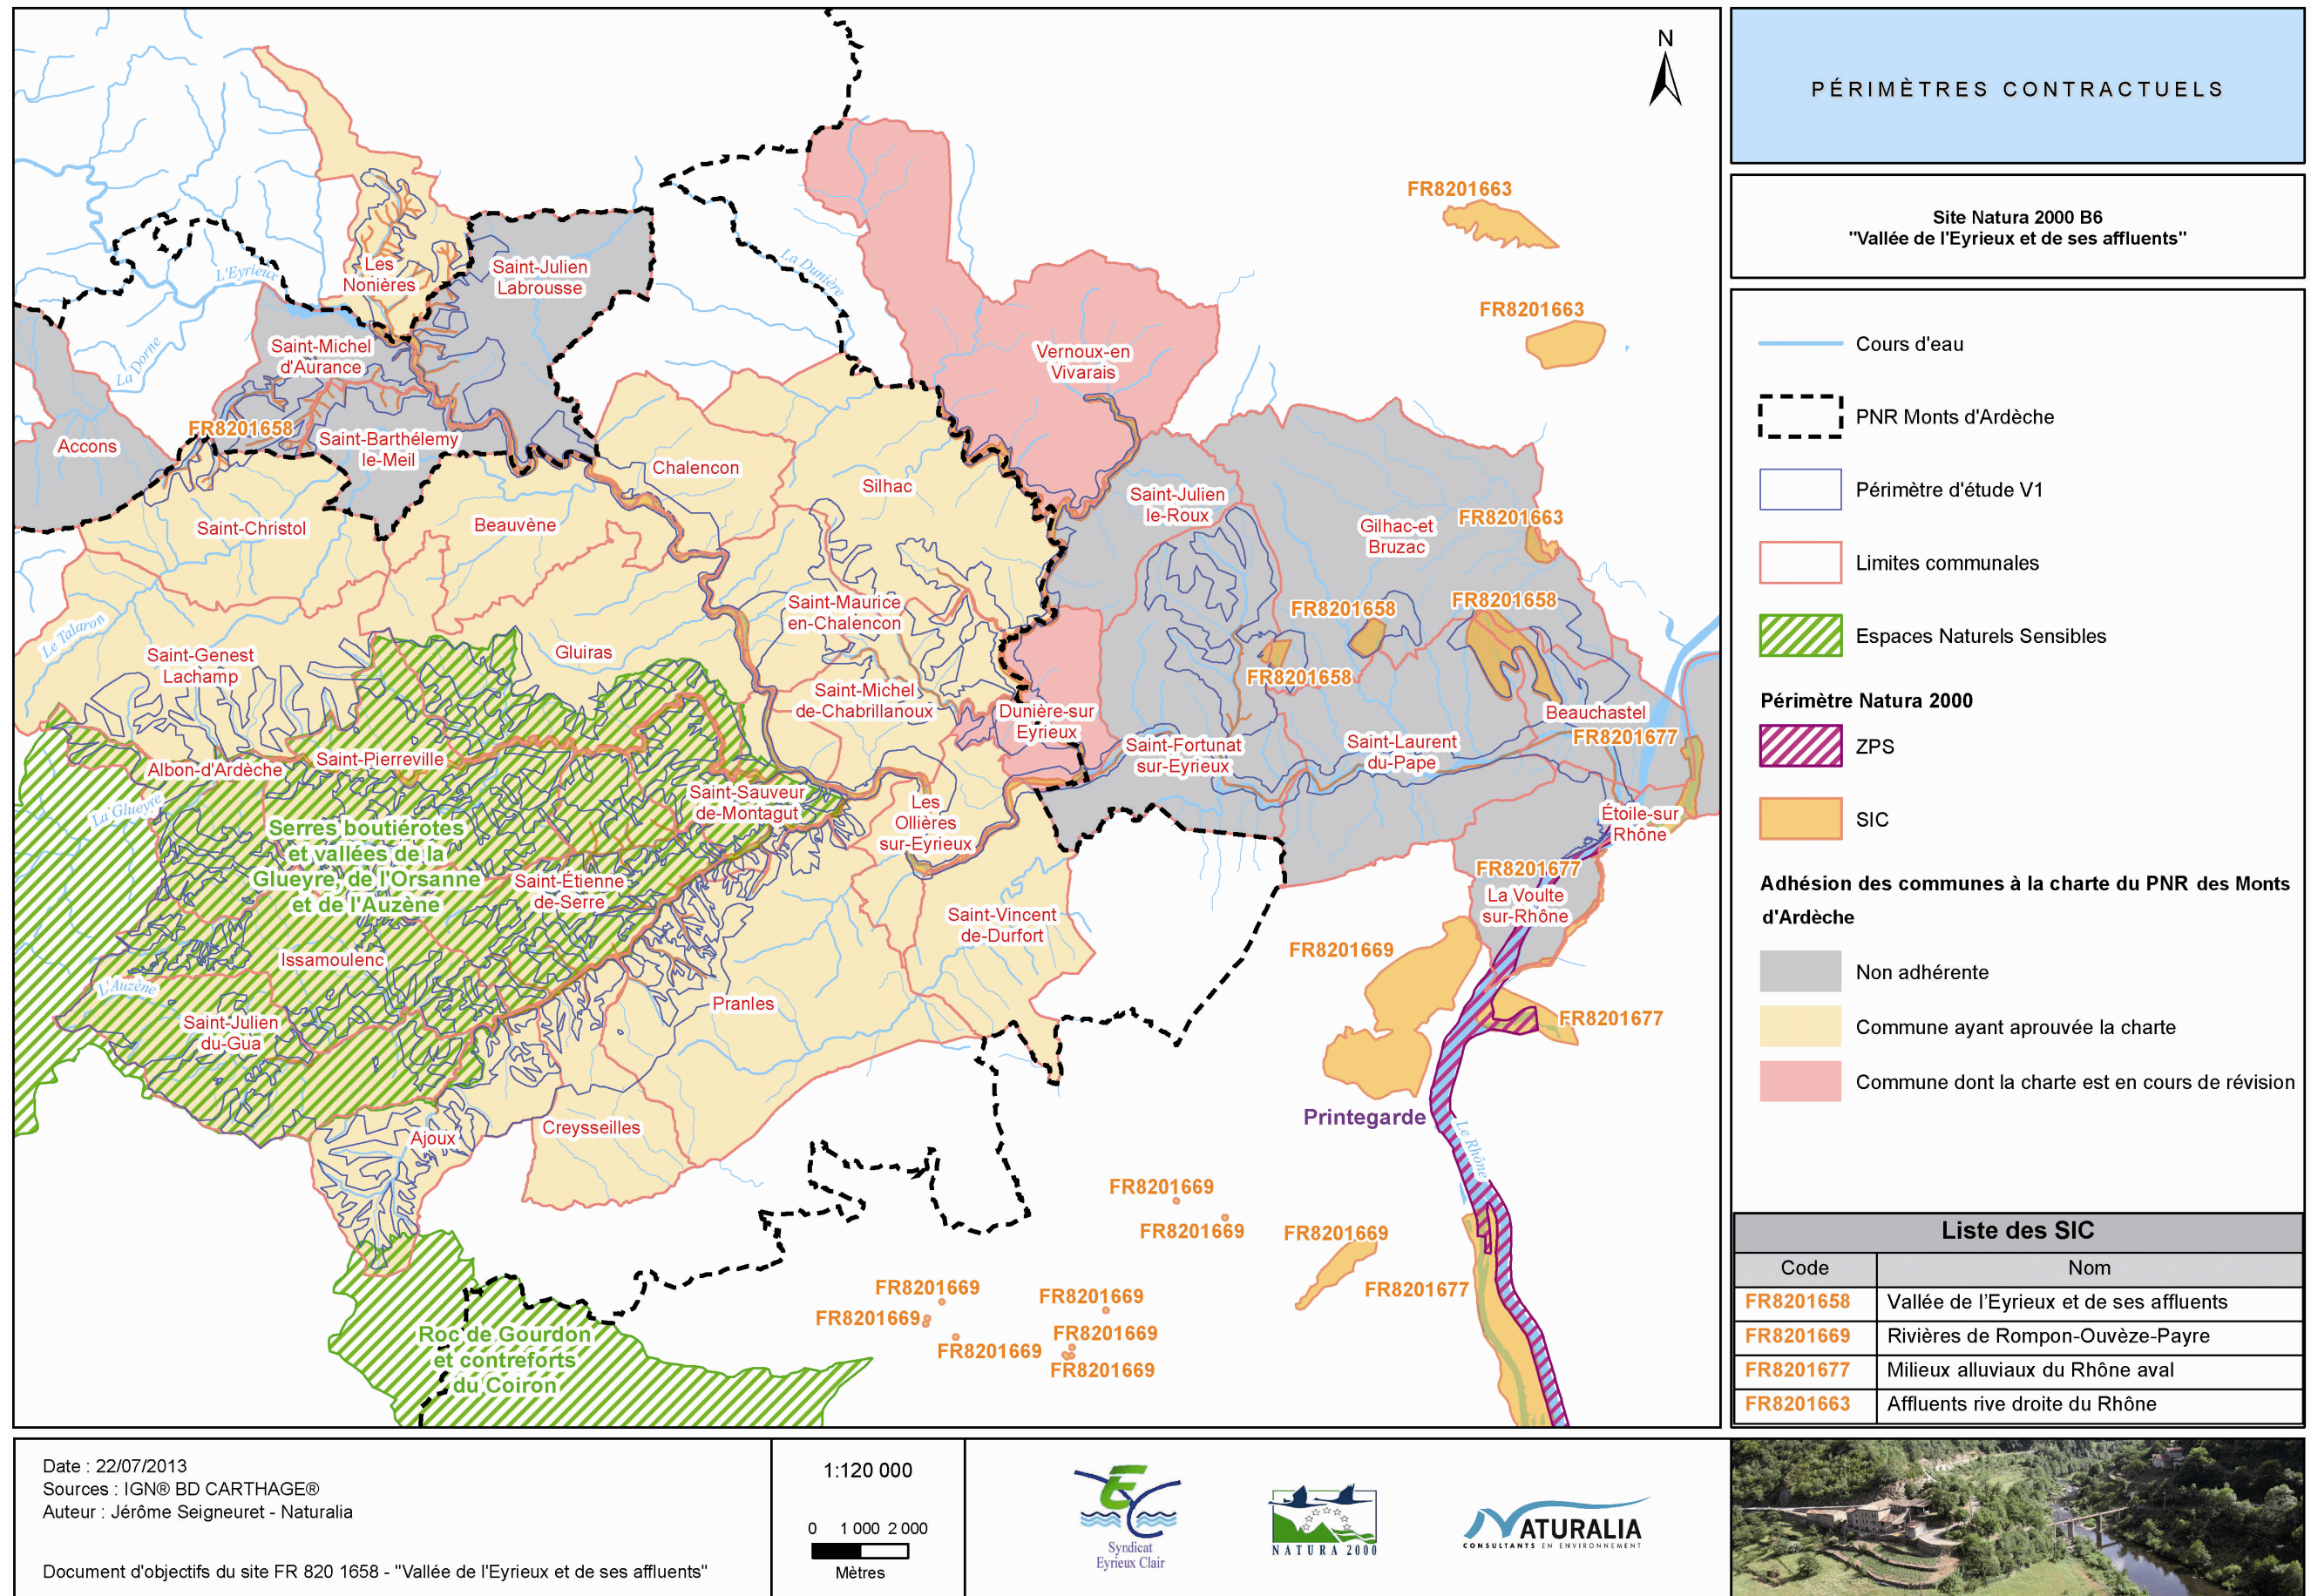 PÉRIMÈTRES CONTRACTUELS
Site Natura 2000 B6
"Vallée de l'Eyrieux et de ses affluents"
Cours d'eau
PNR Monts d'Ardèche
Périmètre d'étude V1
Limites communales
Espaces Naturels Sensibles
Périmètre Natura 2000
ZPS
SIC
Adhésion des communes à la charte du PNR des Monts
d'Ardèche
Non adhérente
Commune ayant aprouvée la charte
Commune dont la charte est en cours de révision
Liste des SIC
Code Nom
FR8201658 Vallée de l'Eyrieux et de ses affluents
FR8201669 Rivières de Rompon-Ouvèze-Payre
FR8201677 Milieux alluviaux du Rhône aval
FR8201663 Affluents rive droite du Rhône
N
FR8201663
FR8201663
L'Eyrieux
Les
Nonières
Saint-Julien
Labrousse
La Dunière
La Dorne
Saint-Michel
d'Aurance
Vernoux-en
Vivarais
FR8201658
Accons
Saint-Barthélemy
le-Meil
Chalencon
Silhac
Saint-Julien
le-Roux
Saint-Christol
Beauvène
Gilhac-et
Bruzac
FR8201663
Saint-Maurice
en-Chalencon
FR8201658
FR8201658
Le Talaron
Saint-Genest
Lachamp
Gluiras
FR8201658
Saint-Michel
de-Chabrillanoux
Dunière-sur
Eyrieux
Beauchastel
FR8201677
Saint-Fortunat
sur-Eyrieux
Saint-Laurent
du-Pape
Albon-d'Ardèche
Saint-Pierreville
Saint-Sauveur
de-Montagut
Les
Ollières
sur-Eyrieux
Étoile-sur
Rhône
La Glueyre
Serres boutiérotes
et vallées de la
Glueyre, de l'Orsanne
et de l'Auzène
Saint-Étienne
de-Serre
FR8201677
La Voulte
sur-Rhône
Saint-Vincent
de-Durfort
FR8201669
Issamoulenc
L'Auzène
Pranles
FR8201677
Saint-Julien
du-Gua
Printegarde
Le Rhône
Ajoux
Creysseilles
FR8201669
FR8201669
FR8201669
FR8201677
FR8201669
FR8201669
FR8201669
FR8201669
FR8201669
FR8201669
Roc de Gourdon
et contreforts
du Coiron
Date : 22/07/2013
Sources : IGN® BD CARTHAGE®
Auteur : Jérôme Seigneuret - Naturalia
Document d'objectifs du site FR 820 1658 - "Vallée de l'Eyrieux et de ses affluents"
1:120 000
0 1 000 2 000
Mètres
Syndicat
Eyrieux Clair
NATURA 2000
NATURALIA
CONSULTANTS EN ENVIRONNEMENT